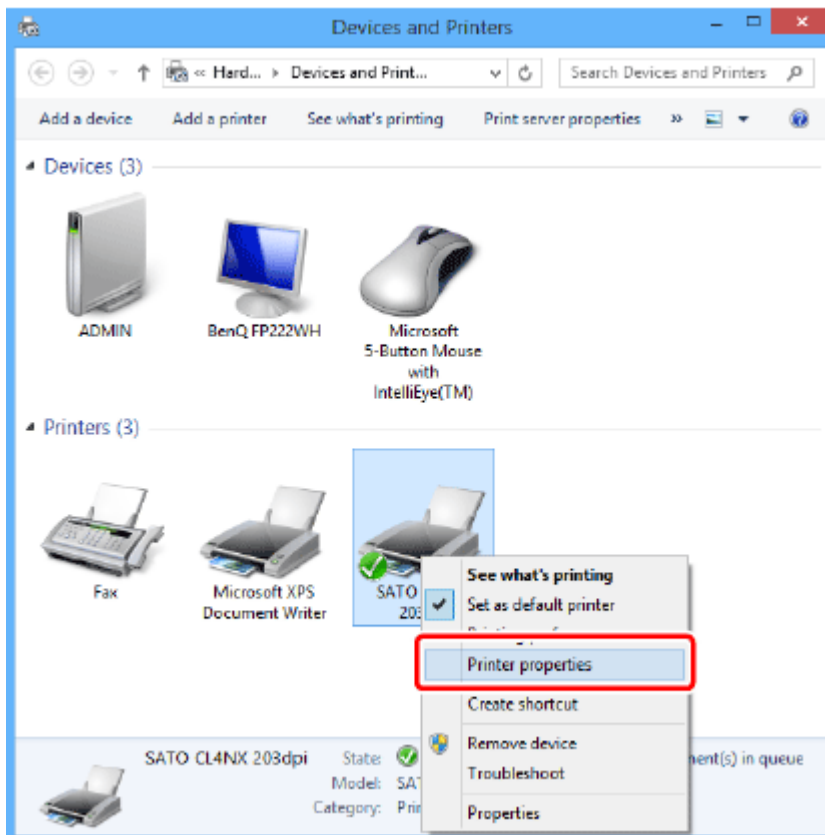 Devices and Printers
« Hard... Devices and Print...
Search Devices and Printers
Add a device Add a printer See what's printing Print server properties »
Devices (3)
ADMIN
BenQ FP222WH
Microsoft
5-Button Mouse
with
IntelliEye(TM)
Printers (3)
Fax
Microsoft XPS
Document Writer
SATO
203
See what's printing
Set as default printer
Printer properties
Create shortcut
Remove device
Troubleshoot
Properties
SATO CL4NX 203dpi State: in queue
Model: SAT
Category: Prin